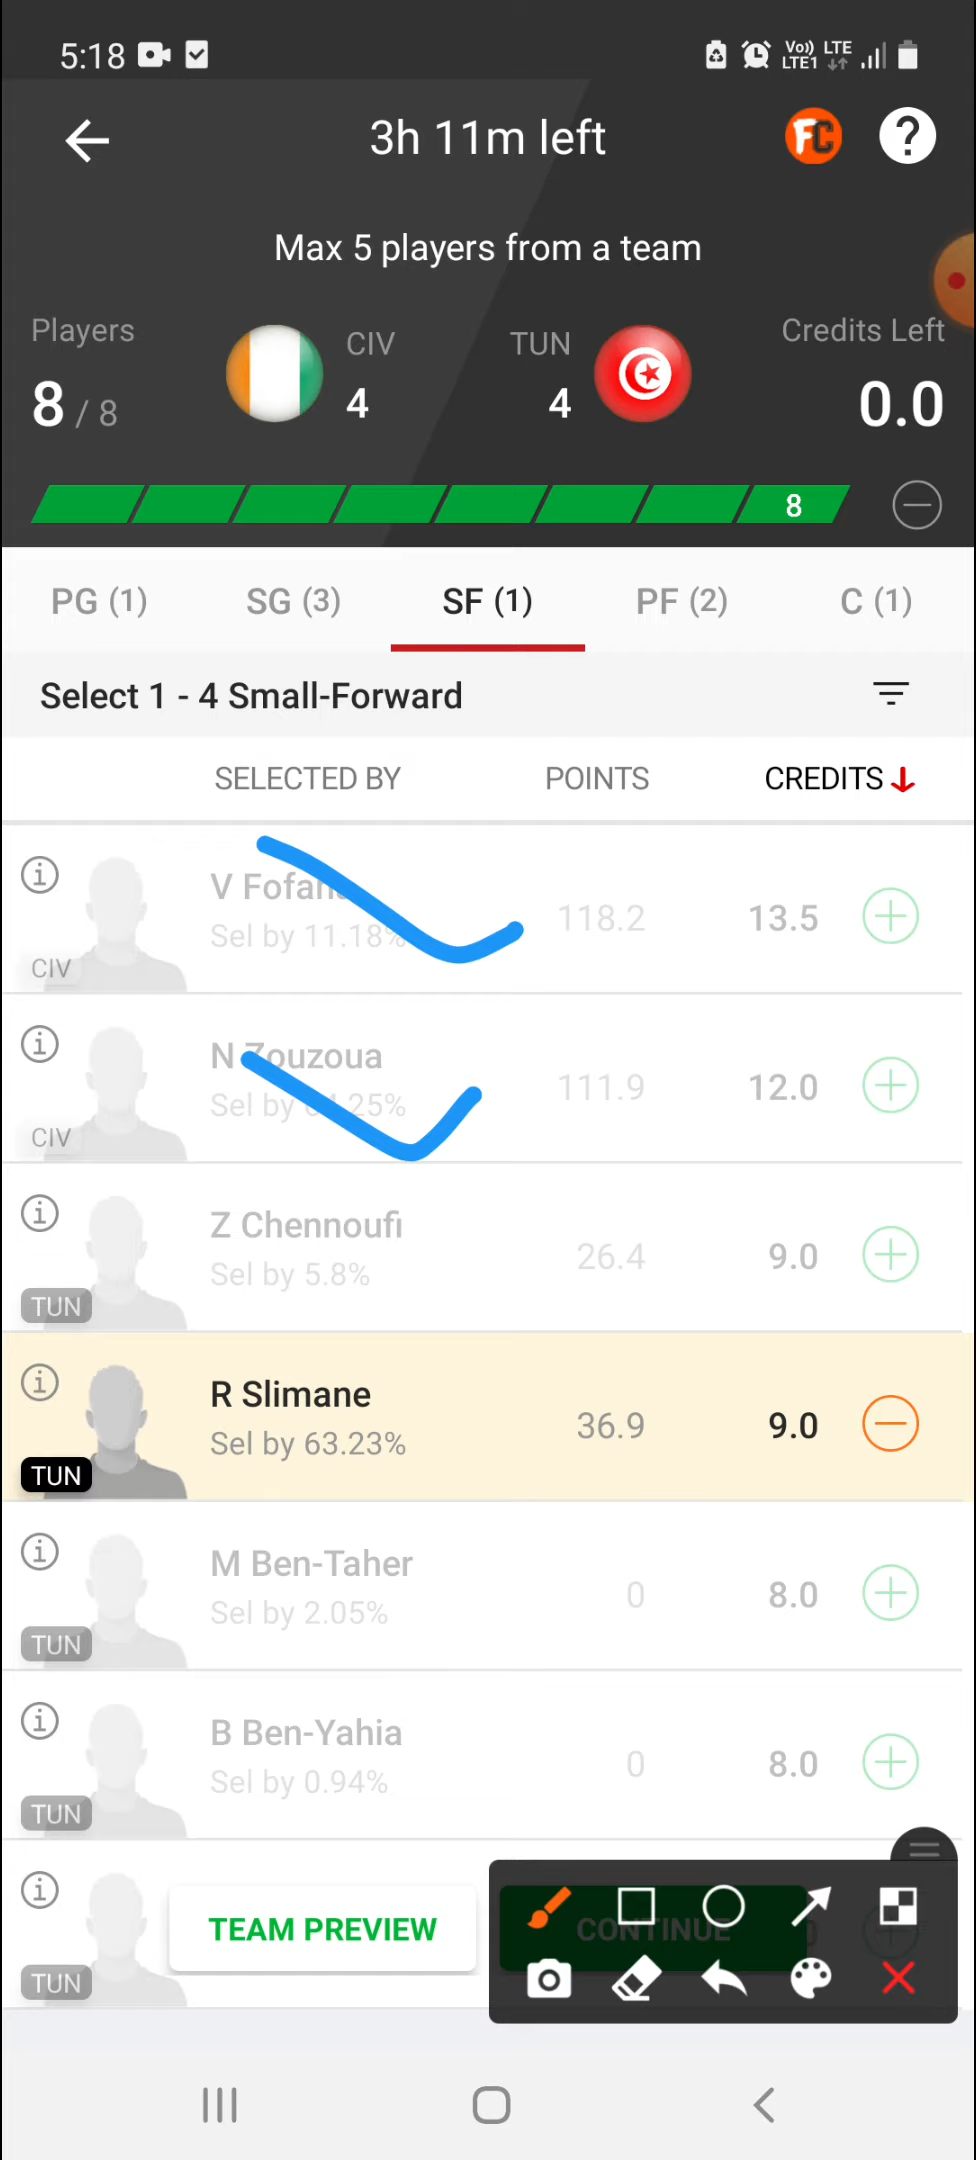 5:18 Vo)) LTE LTE1
3h 11m left FC ?
Max 5 players from a team
Players CIV TUN Credits Left
8 / 8 4 4 0.0
8
PG (1) SG (3) SF (1) PF (2) C (1)
Select 1 - 4 Small-Forward
SELECTED BY POINTS CREDITS
V 118.2 13.5
Sel by 11.18%
CIV
N Zouzoua 111.9 12.0
Sel by
CIV
Z Chennoufi 26.4 9.0
Sel by 5.8%
TUN
R Slimane 36.9 9.0
Sel by 63.23%
TUN
M Ben-Taher 0 8.0
Sel by 2.05%
TUN
B Ben-Yahia 0 8.0
Sel by 0.94%
TUN
TEAM PREVIEW CONTINUE
TUN